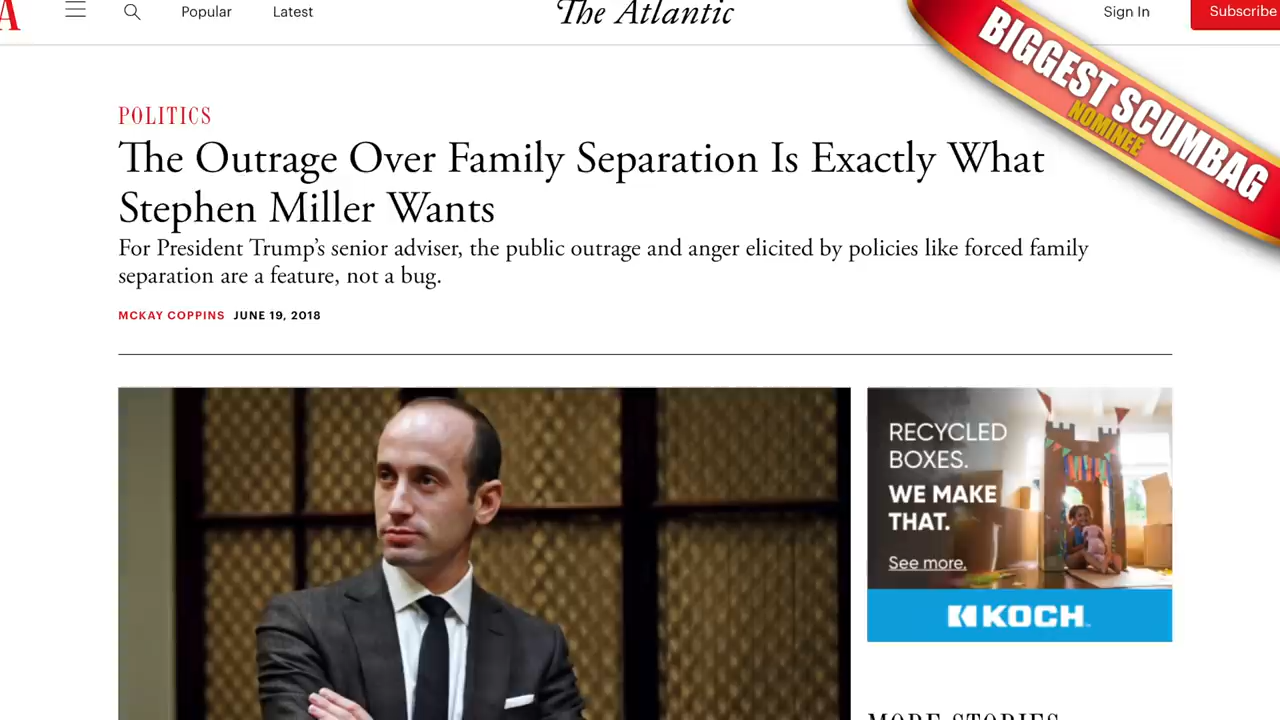 A
Popular
Latest
The Atlantic
Sign In
Subscribe
BIGGEST SCUMBAG
NOMINEE
POLITICS
The Outrage Over Family Separation Is Exactly What
Stephen Miller Wants
For President Trump's senior adviser, the public outrage and anger elicited by policies like forced family
separation are a feature, not a bug.
MCKAY COPPINS JUNE 19, 2018
RECYCLED
BOXES.
WE MAKE
THAT.
See more.
KOCH
MORE STORIES